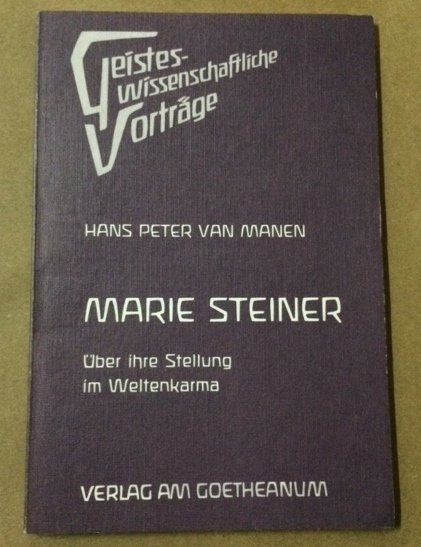 Geistes-
Wissenschaftliche
Vorträge
HANS PETER VAN MANEN
MARIE STEINER
Über ihre Stellung
im Weltenkarma
VERLAG AM GOETHEANUM